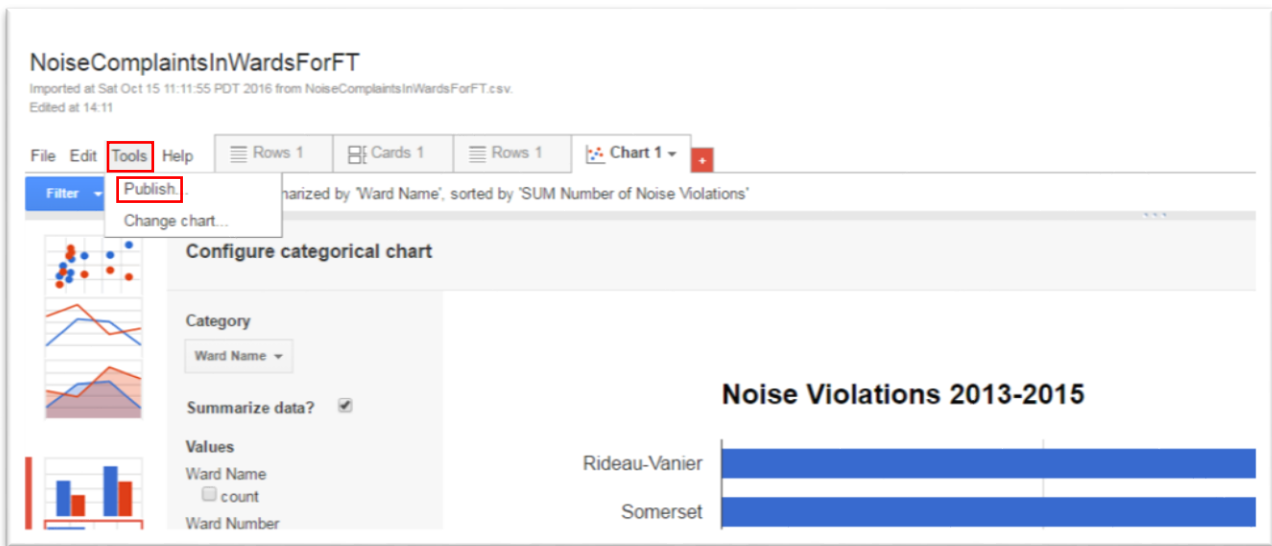 NoiseComplaintsInWardsForFT
Imported at Sat Oct 15 11:11:55 PDT 2016 from NoiseComplaintsInWardsForFT.csv.
Edited at 14:11
File Edit Tools Help Rows 1 Cards 1 Rows 1 Chart 1 +
Filter Publish... by 'Ward Name', sorted by 'SUM Number of Noise Violations'
Change chart...
Configure categorical chart
Category
Ward Name
Summarize data?
Noise Violations 2013-2015
Values
Rideau-Vanier
Ward Name
count
Somerset
Ward Number